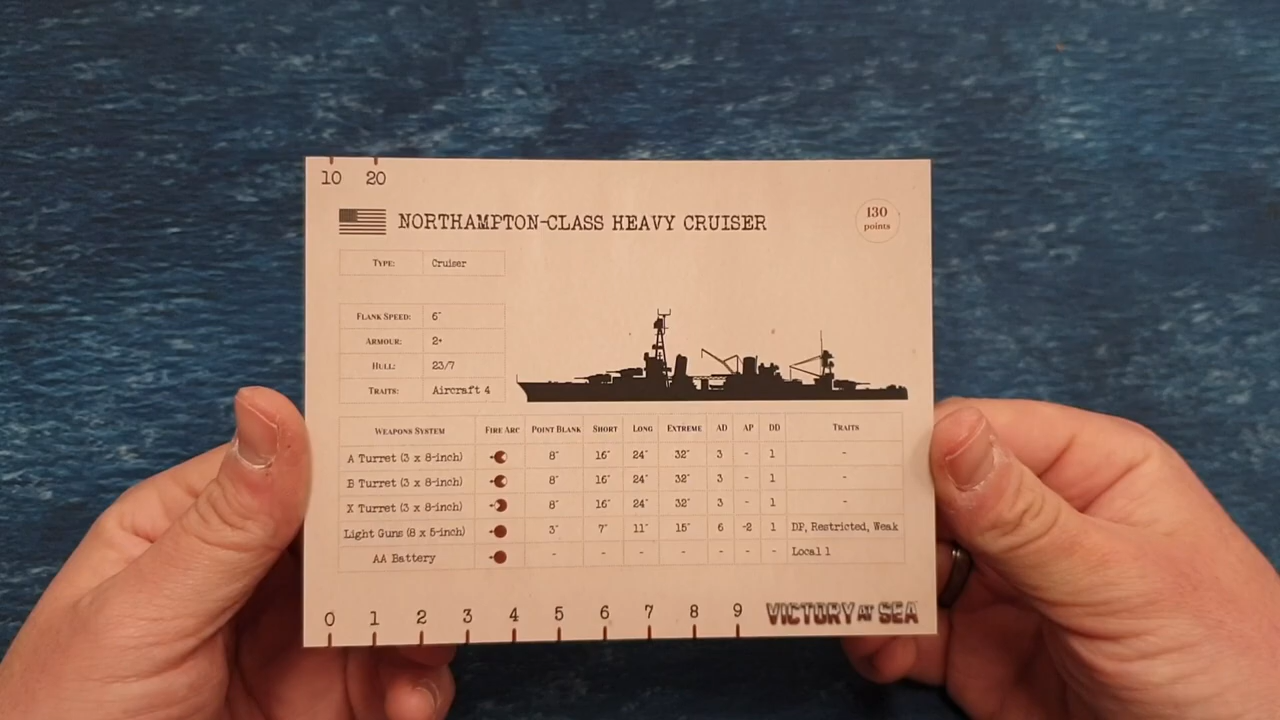 10 20
NORTHAMPTON-CLASS HEAVY CRUISER
130 points
TYPE: Cruiser
FLANK SPEED: 6"
ARMOUR: 2+
HULL: 23/7
TRAITS: Aircraft 4
WEAPONS SYSTEM FIRE ARC POINT BLANK SHORT LONG EXTREME AD AP DD TRAITS
A Turret (3 x 8-inch) 8" 16" 24" 32" 3 - 1 -
B Turret (3 x 8-inch) 8" 16" 24" 32" 3 - 1 -
X Turret (3 x 8-inch) 8" 16" 24" 32" 3 - 1 -
Light Guns (8 x 5-inch) 3" 7" 11" 15" 6 -2 1 DP, Restricted, Weak
AA Battery - - - - - - - Local 1
0 1 2 3 4 5 6 7 8 9 VICTORY AT SEA